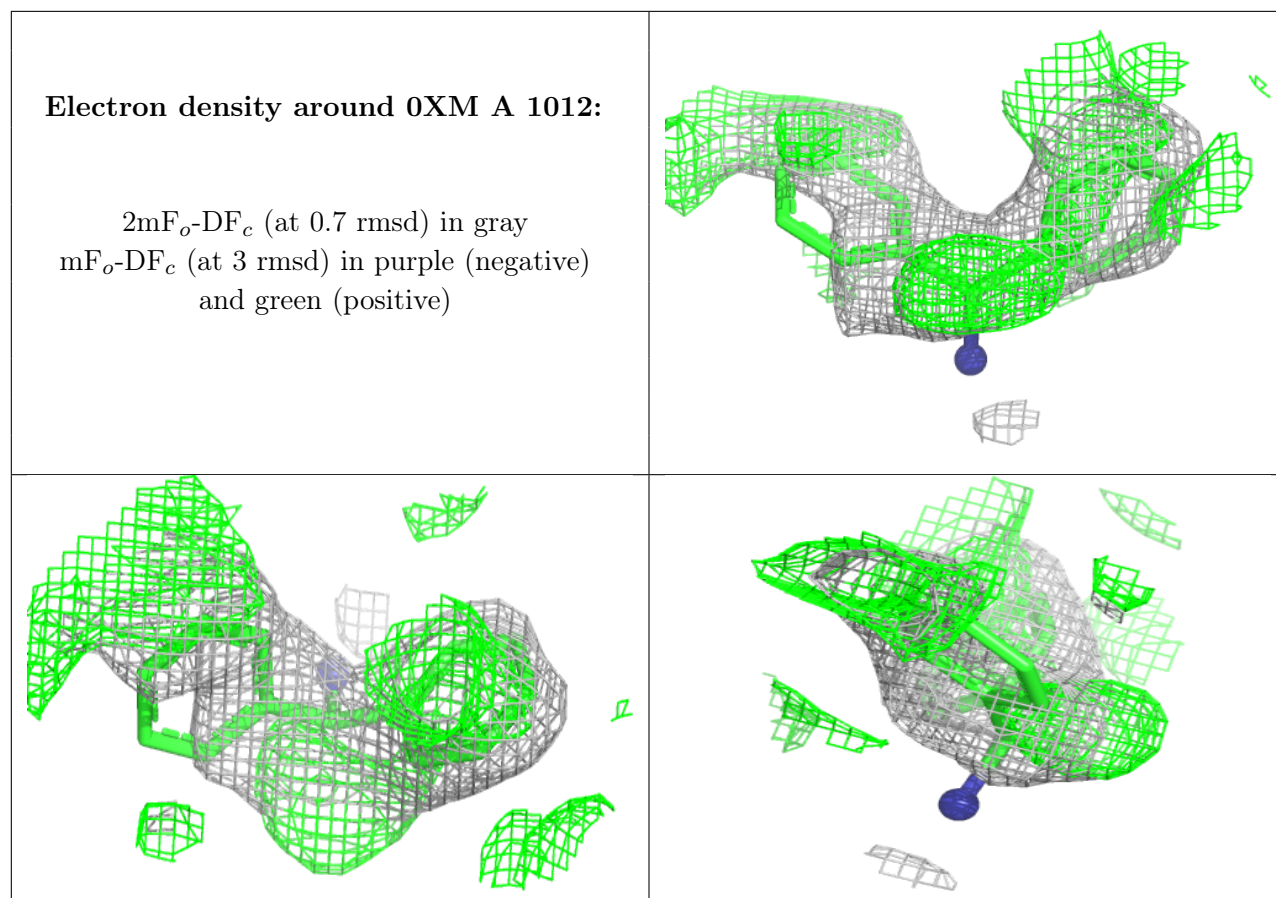 Electron density around 0XM A 1012:
2mFₒ-DF𝒸 (at 0.7 rmsd) in gray
mFₒ-DF𝒸 (at 3 rmsd) in purple (negative)
and green (positive)